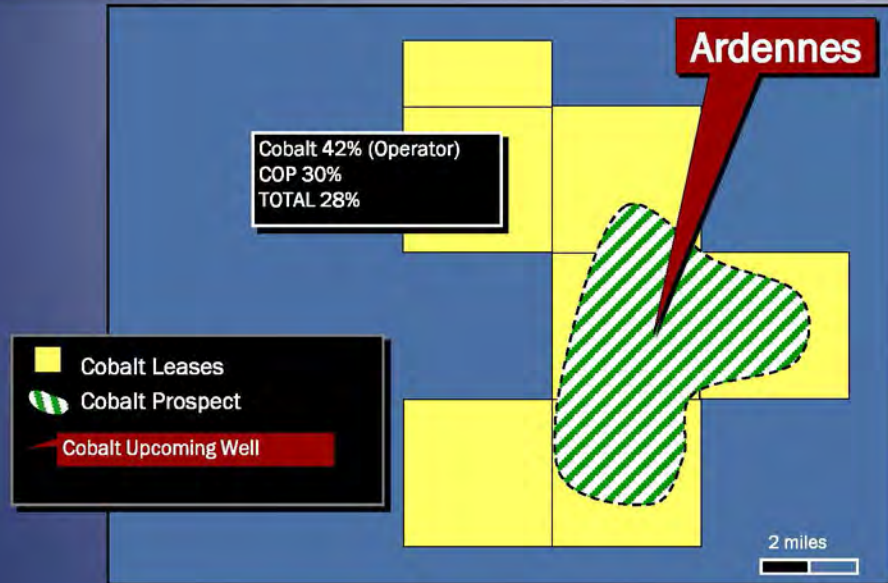 Ardennes
Cobalt 42% (Operator)
COP 30%
TOTAL 28%
Cobalt Leases
Cobalt Prospect
Cobalt Upcoming Well
2 miles